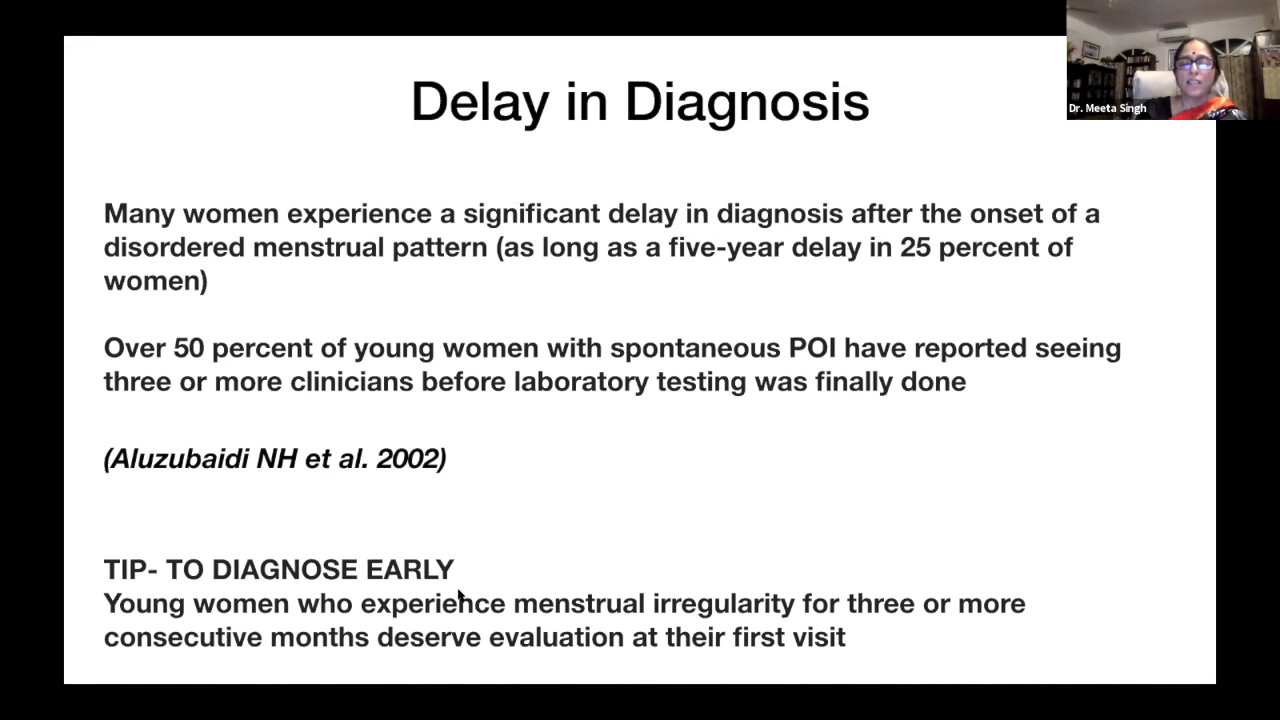 Delay in Diagnosis
Dr. Meeta Singh
Many women experience a significant delay in diagnosis after the onset of a
disordered menstrual pattern (as long as a five-year delay in 25 percent of
women)
Over 50 percent of young women with spontaneous POI have reported seeing
three or more clinicians before laboratory testing was finally done
(Aluzubaidi NH et al. 2002)
TIP- TO DIAGNOSE EARLY
Young women who experience menstrual irregularity for three or more
consecutive months deserve evaluation at their first visit